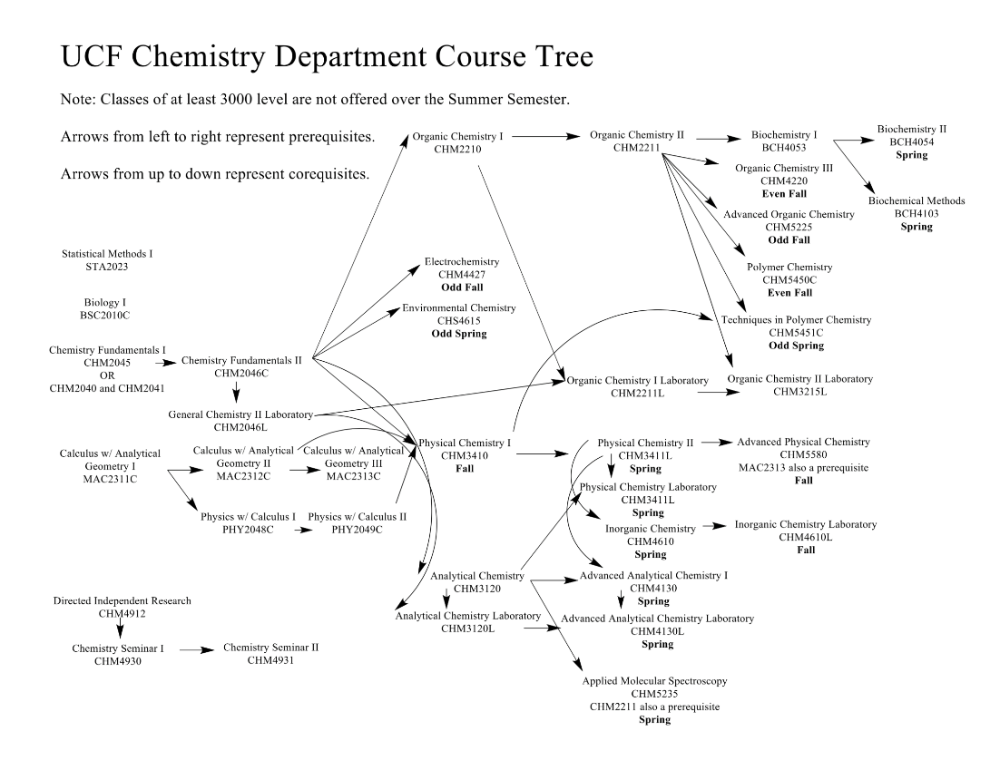 UCF Chemistry Department Course Tree
Note: Classes of at least 3000 level are not offered over the Summer Semester.
Arrows from left to right represent prerequisites.
Arrows from up to down represent corequisites.
Organic Chemistry I
CHM2210
Organic Chemistry II
CHM2211
Biochemistry I
BCH4053
Biochemistry II
BCH4054
Spring
Organic Chemistry III
CHM4220
Even Fall
Biochemical Methods
BCH4103
Spring
Advanced Organic Chemistry
CHM5225
Odd Fall
Polymer Chemistry
CHM5450C
Even Fall
Techniques in Polymer Chemistry
CHM5451C
Odd Spring
Statistical Methods I
STA2023
Electrochemistry
CHM4427
Odd Fall
Biology I
BSC2010C
Environmental Chemistry
CHS4615
Odd Spring
Chemistry Fundamentals I
CHM2045
OR
CHM2040 and CHM2041
Chemistry Fundamentals II
CHM2046C
Organic Chemistry I Laboratory
CHM2211L
Organic Chemistry II Laboratory
CHM3215L
General Chemistry II Laboratory
CHM2046L
Calculus w/ Analytical
Geometry I
MAC2311C
Calculus w/ Analytical
Geometry II
MAC2312C
Calculus w/ Analytical
Geometry III
MAC2313C
Physical Chemistry I
CHM3410
Fall
Physical Chemistry II
CHM3411L
Spring
Advanced Physical Chemistry
CHM5580
MAC2313 also a prerequisite
Fall
Physical Chemistry Laboratory
CHM3411L
Spring
Physics w/ Calculus I
PHY2048C
Physics w/ Calculus II
PHY2049C
Inorganic Chemistry
CHM4610
Spring
Inorganic Chemistry Laboratory
CHM4610L
Fall
Analytical Chemistry
CHM3120
Advanced Analytical Chemistry I
CHM4130
Spring
Directed Independent Research
CHM4912
Analytical Chemistry Laboratory
CHM3120L
Advanced Analytical Chemistry Laboratory
CHM4130L
Spring
Chemistry Seminar I
CHM4930
Chemistry Seminar II
CHM4931
Applied Molecular Spectroscopy
CHM5235
CHM2211 also a prerequisite
Spring